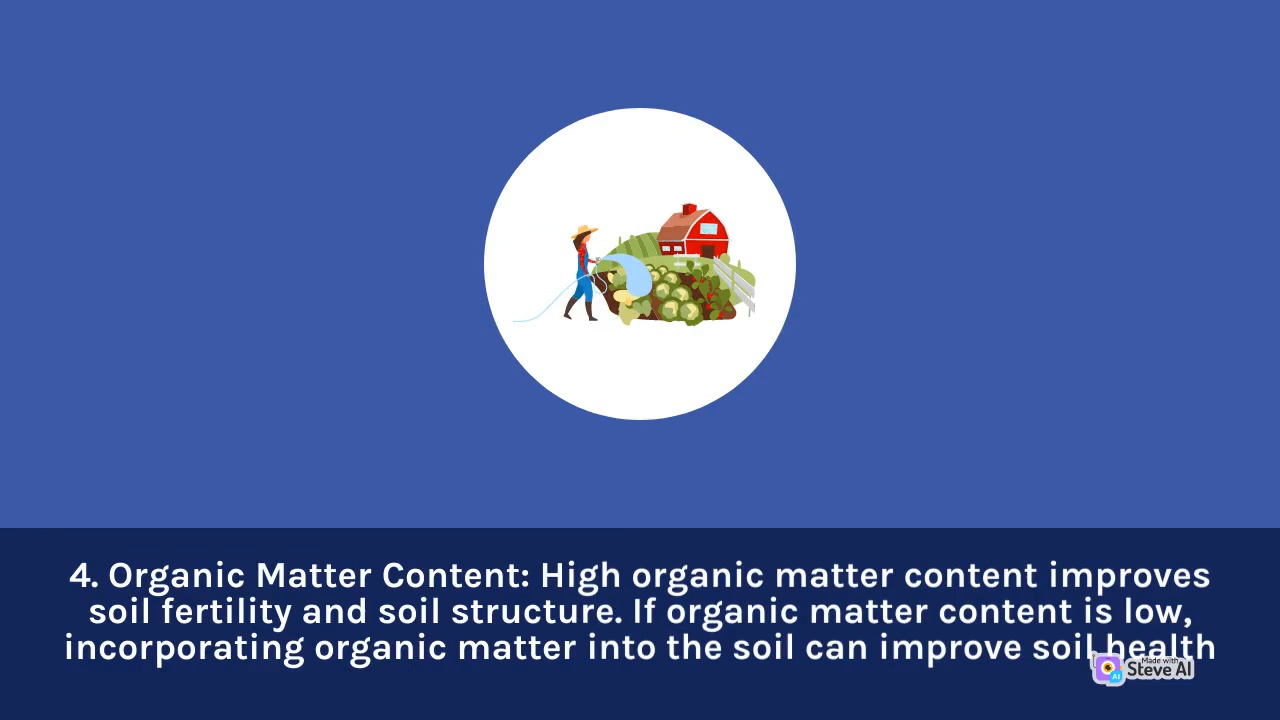 4. Organic Matter Content: High organic matter content improves
soil fertility and soil structure. If organic matter content is low,
incorporating organic matter into the soil can improve soil health
Made with
Steve AI
AI